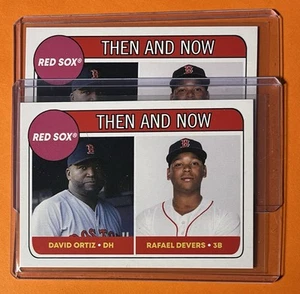 THEN AND NOW
RED SOX®
THEN AND NOW
RED SOX®
DAVID ORTIZ • DH
RAFAEL DEVERS • 3B